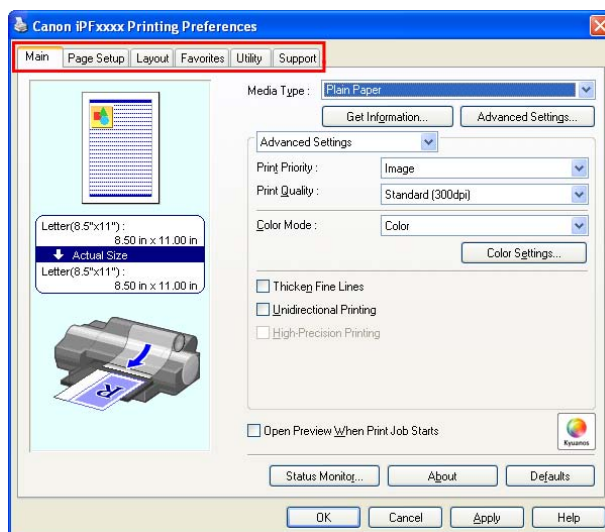 Canon iPFxxxx Printing Preferences
Main Page Setup Layout Favorites Utility Support
Media Type : Plain Paper
Get Information... Advanced Settings...
Advanced Settings
Print Priority : Image
Print Quality : Standard (300dpi)
Color Mode : Color
Color Settings...
Thicken Fine Lines
Unidirectional Printing
High-Precision Printing
Letter(8.5"x11") :
8.50 in x 11.00 in
Actual Size
Letter(8.5"x11") :
8.50 in x 11.00 in
R
Open Preview When Print Job Starts
Kyuanos
Status Monitor... About Defaults
OK Cancel Apply Help